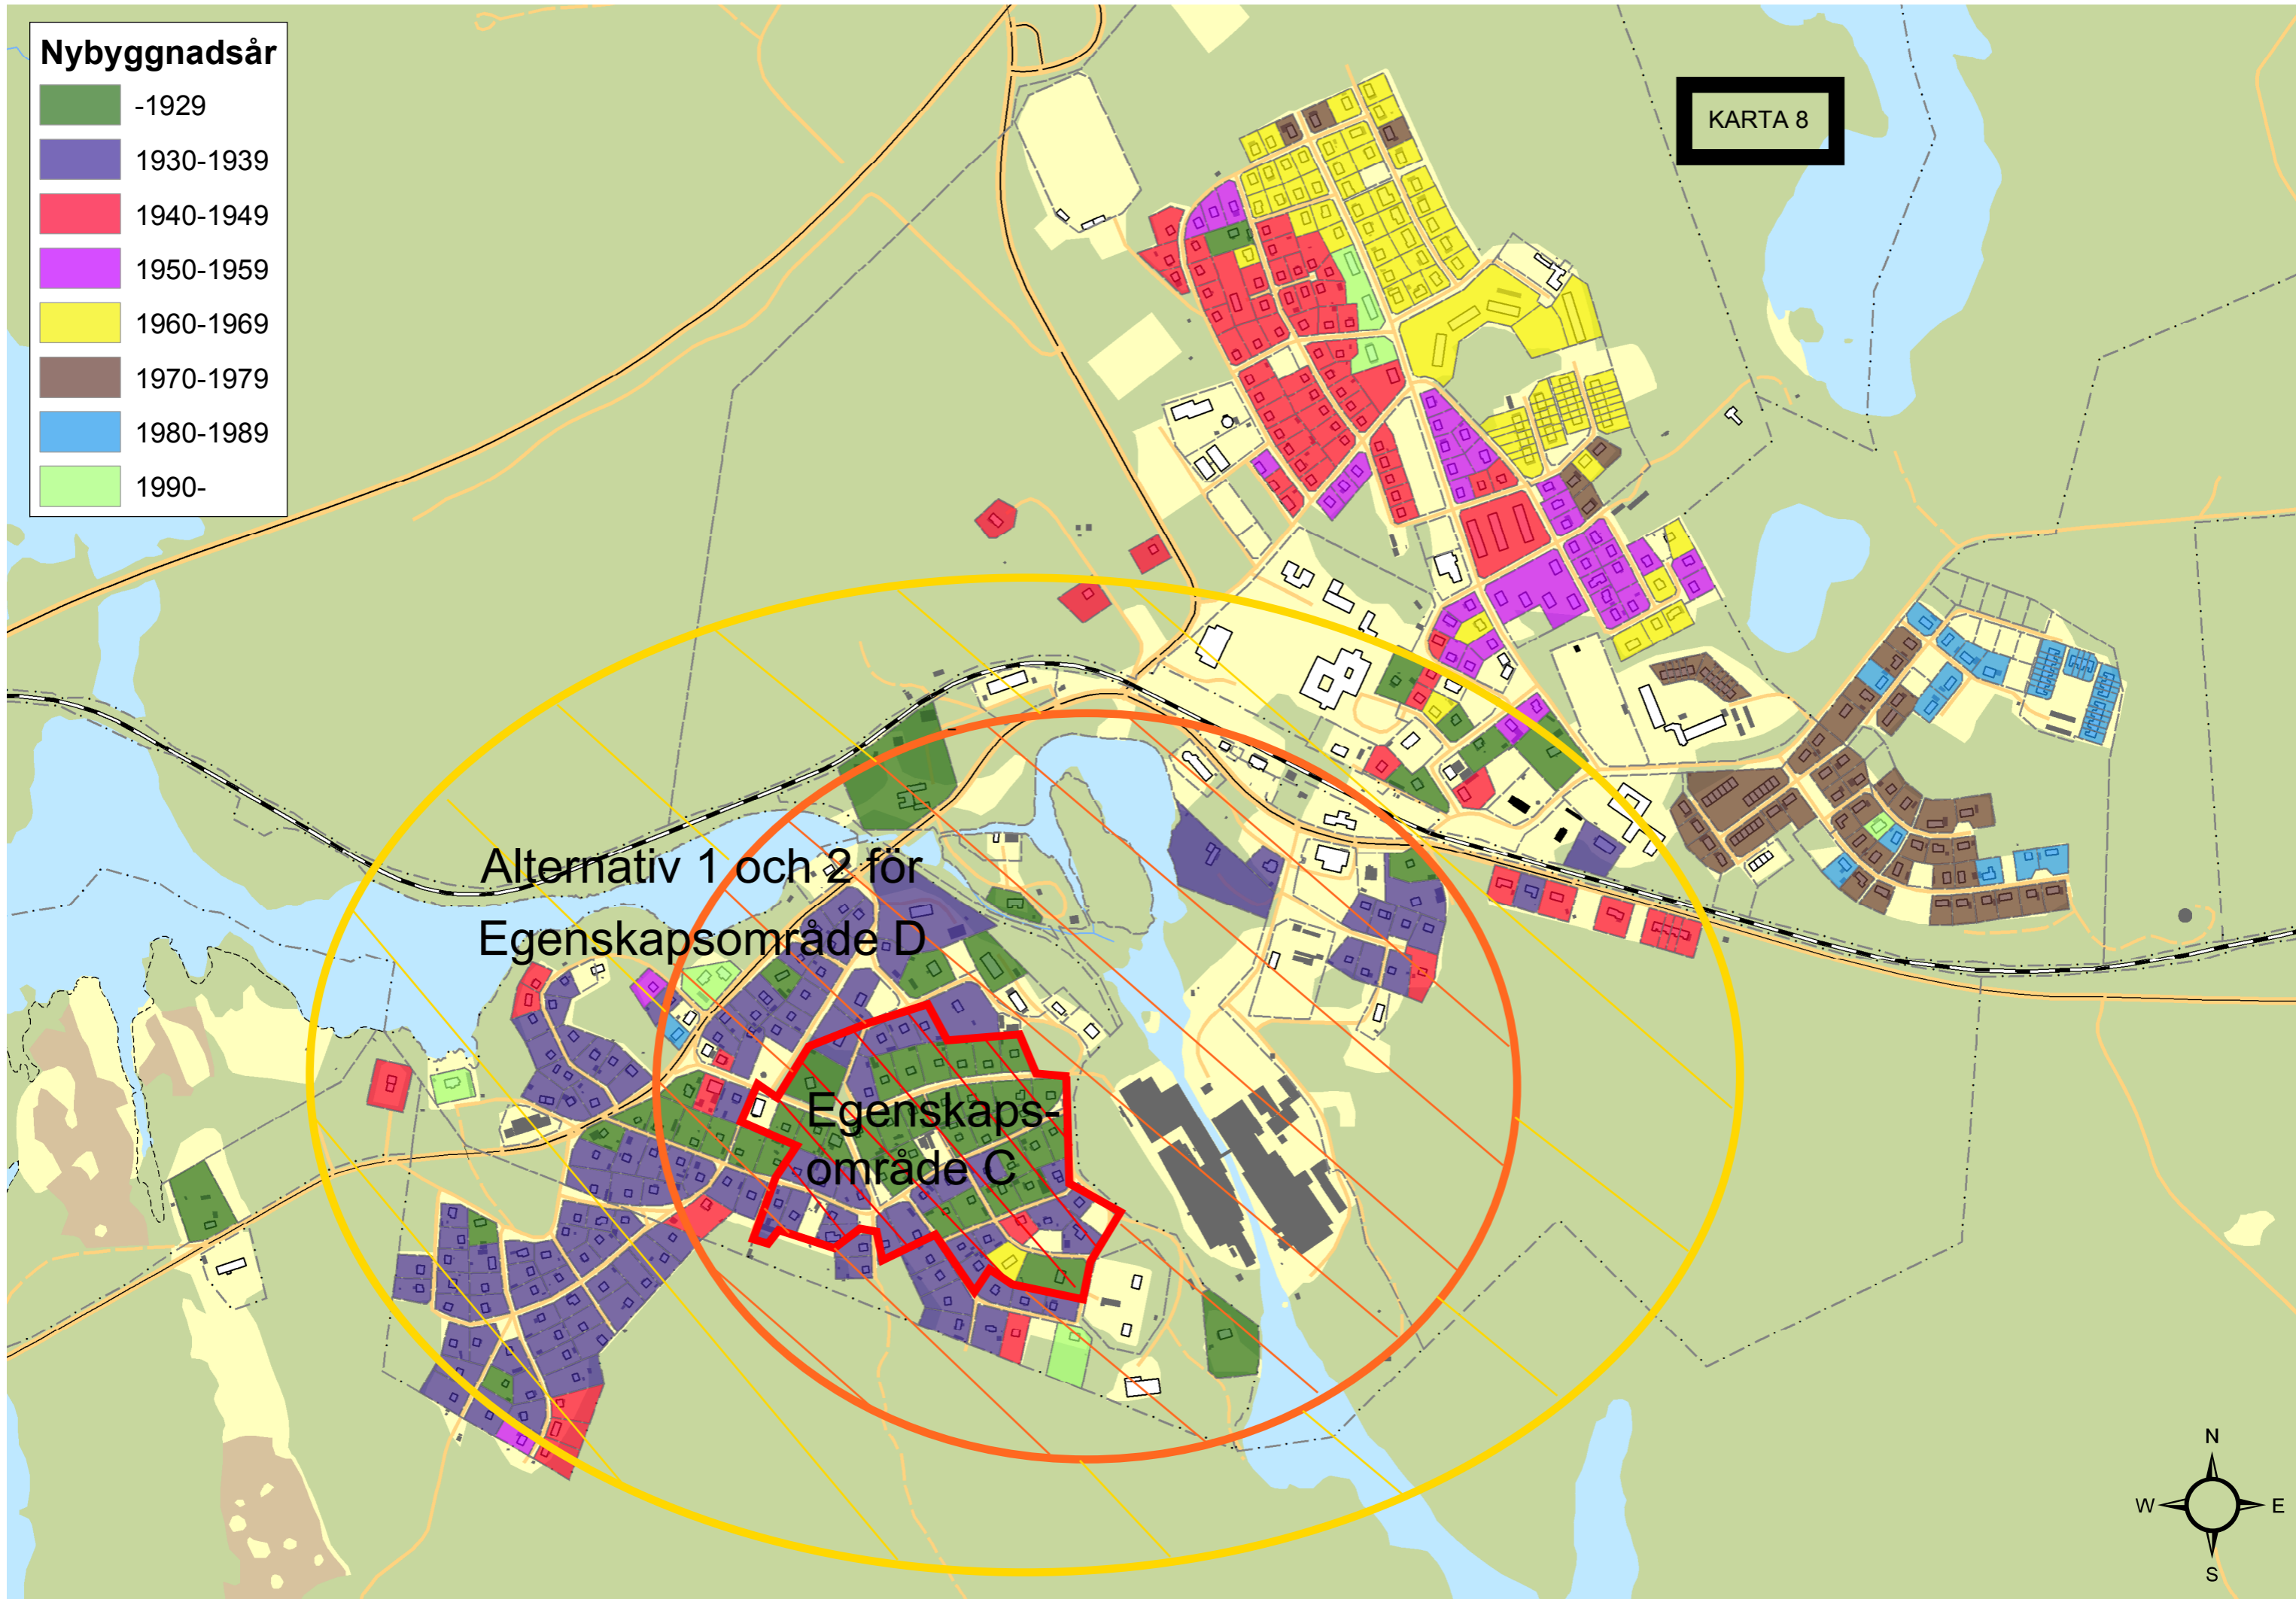 Nybyggnadsår
-1929
1930-1939
1940-1949
1950-1959
1960-1969
1970-1979
1980-1989
1990-
KARTA 8
Alternativ 1 och 2 för
Egenskapsområde D
Egenskaps-
område C
N
W E
S